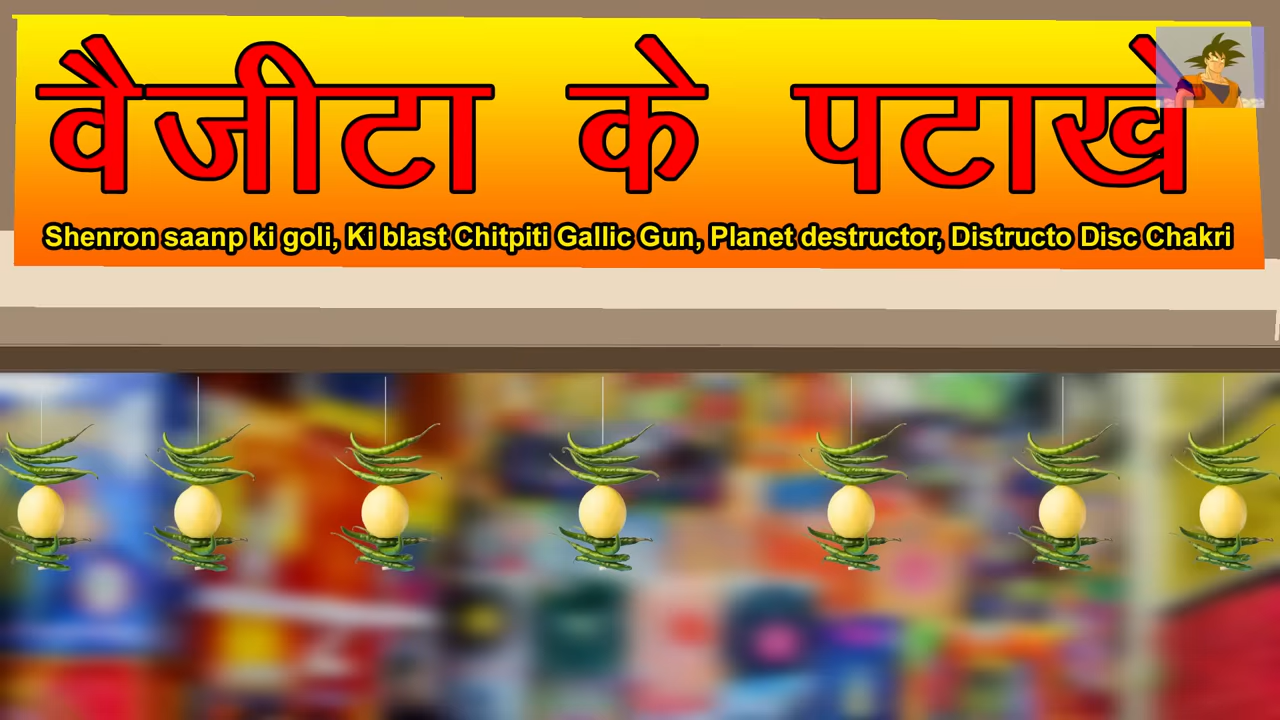 वैजीटा के पटाखे
Shenron saanp ki goli, Ki blast Chitpiti Gallic Gun, Planet destructor, Distructo Disc Chakri